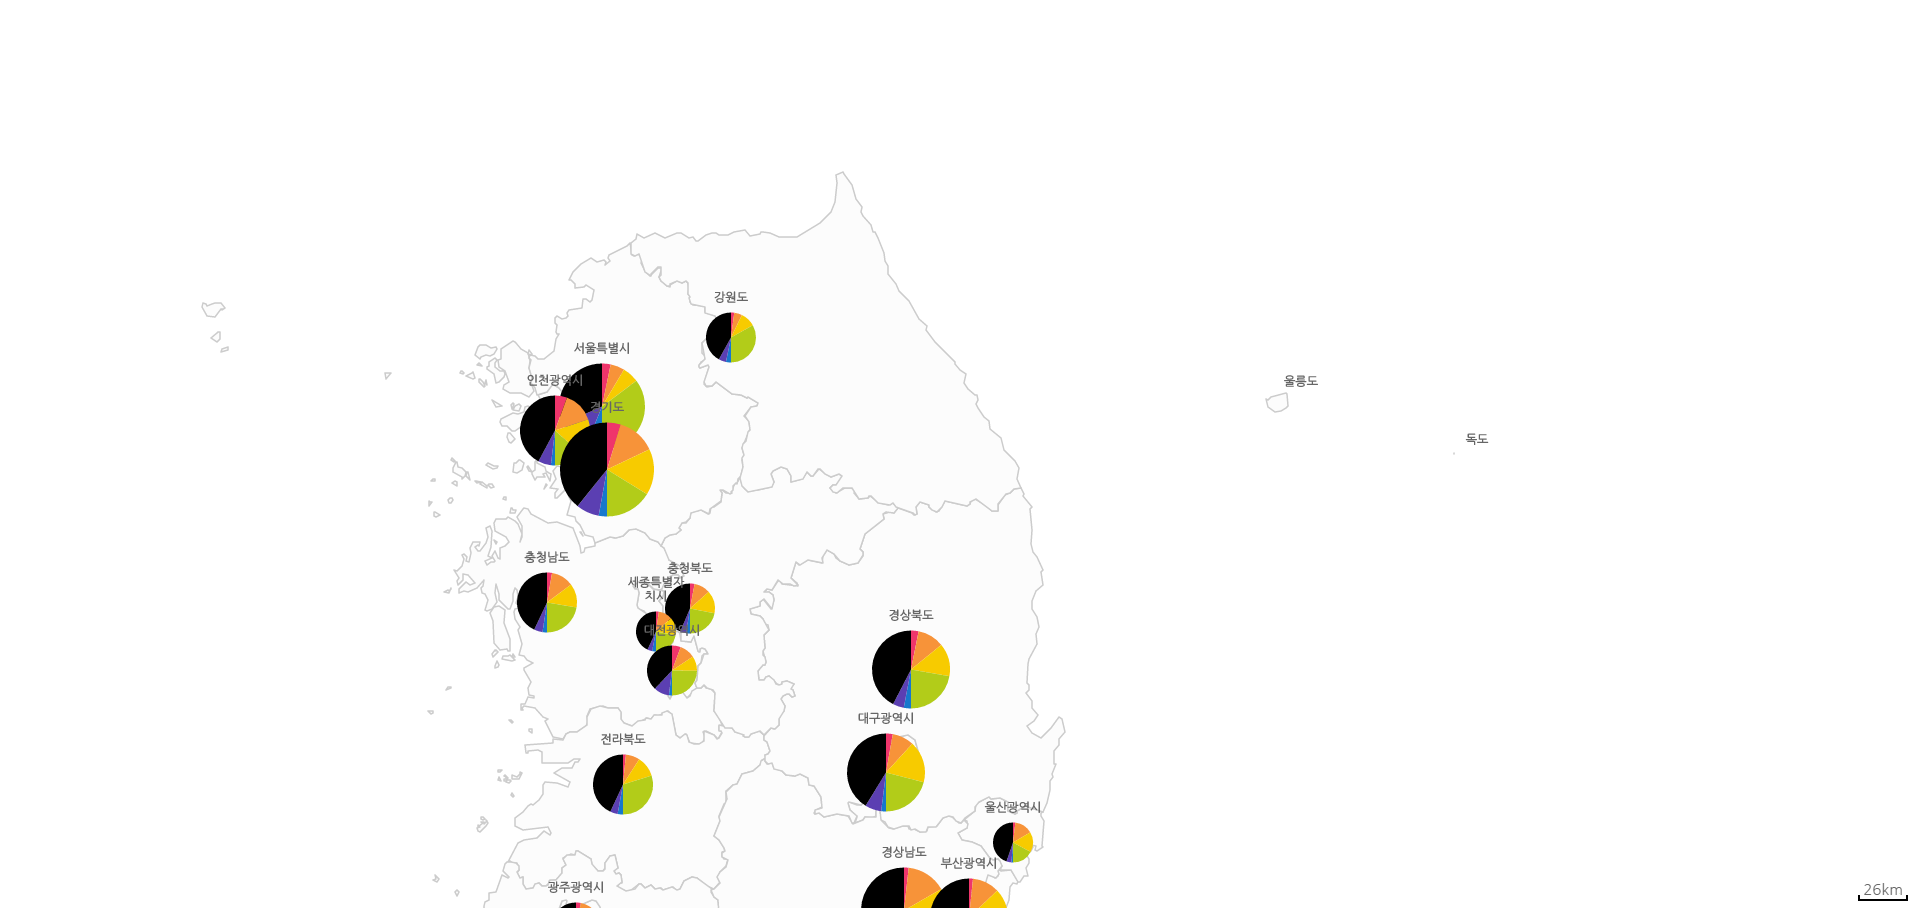 강원도
서울특별시
인천광역시
울릉도
경기도
독도
충청남도
충청북도
세종특별자
치시
경상북도
대전광역시
대구광역시
전라북도
울산광역시
경상남도
부산광역시
광주광역시
26km